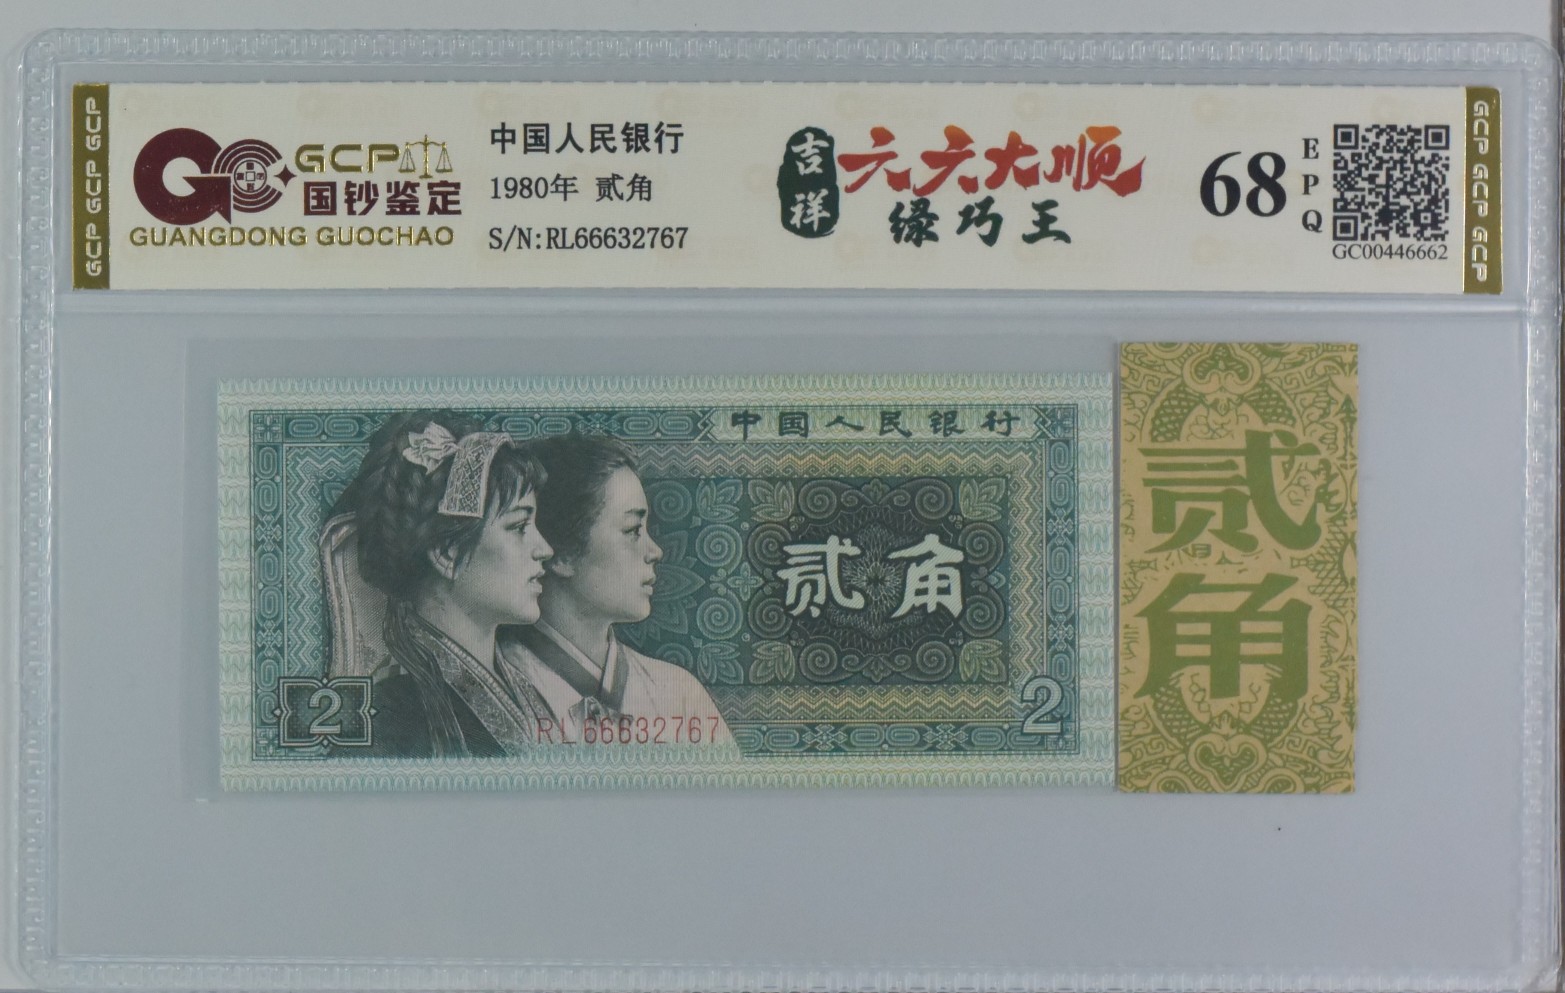 GCP GCP GCP
GCP
国钞鉴定
GUANGDONG GUOCHAO
中国人民银行
1980年 贰角
S/N:RL66632767
吉祥
六六大顺
缘巧王
68
EPQ
GC00446662
GCP GCP GCP
中国人民银行
贰角
2
RL66632767
2
贰角